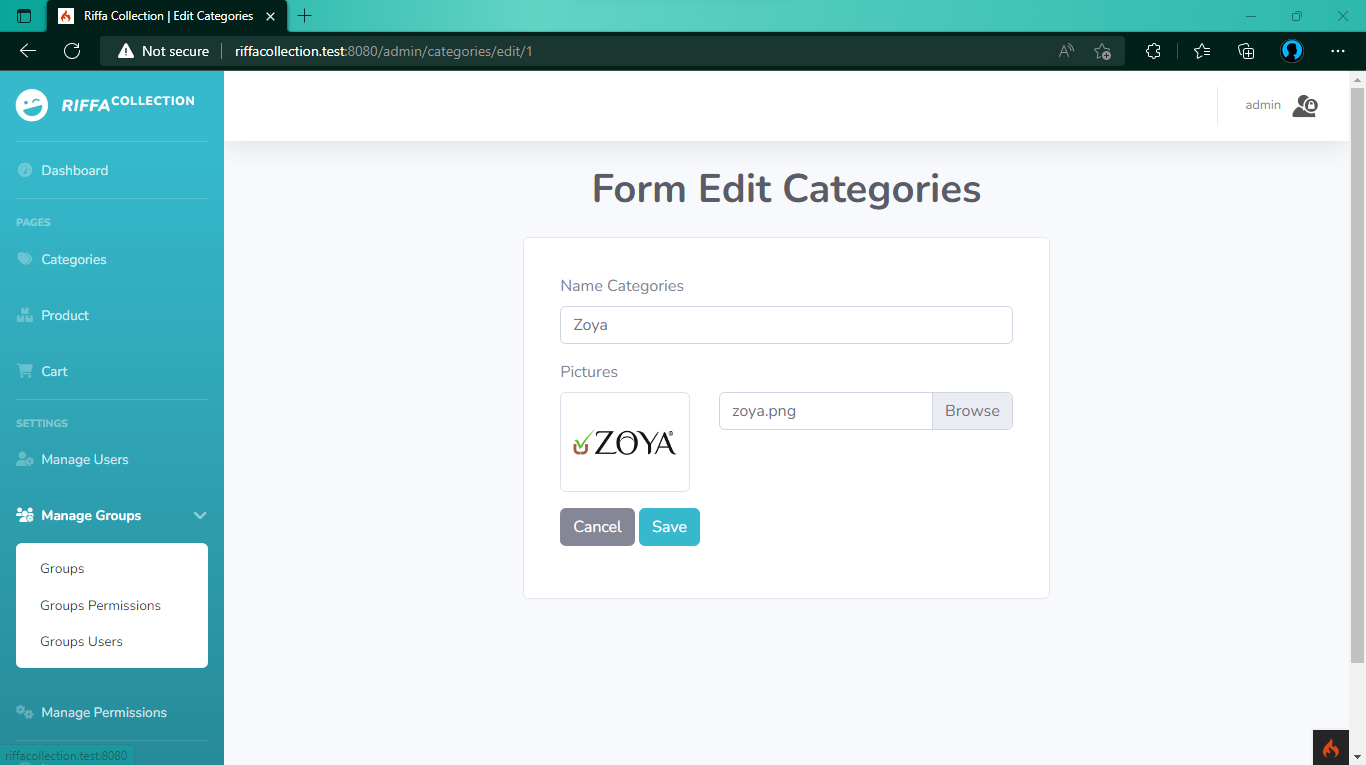 Riffa Collection | Edit Categories
Not secure
riffacollection.test:8080/admin/categories/edit/1
RIFFA COLLECTION
admin
Dashboard
PAGES
Categories
Product
Cart
SETTINGS
Manage Users
Manage Groups
Groups
Groups Permissions
Groups Users
Manage Permissions
Form Edit Categories
Name Categories
Zoya
Pictures
ZOYA®
zoya.png
Browse
Cancel
Save
riffacollection.test:8080